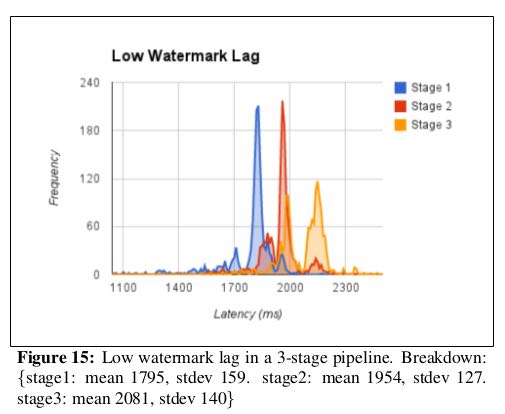 Low Watermark Lag
240
180
120
60
0
Frequency
1100 1400 1700 2000 2300
Latency (ms)
Stage 1
Stage 2
Stage 3
Figure 15: Low watermark lag in a 3-stage pipeline. Breakdown:
{stage1: mean 1795, stdev 159. stage2: mean 1954, stdev 127.
stage3: mean 2081, stdev 140}